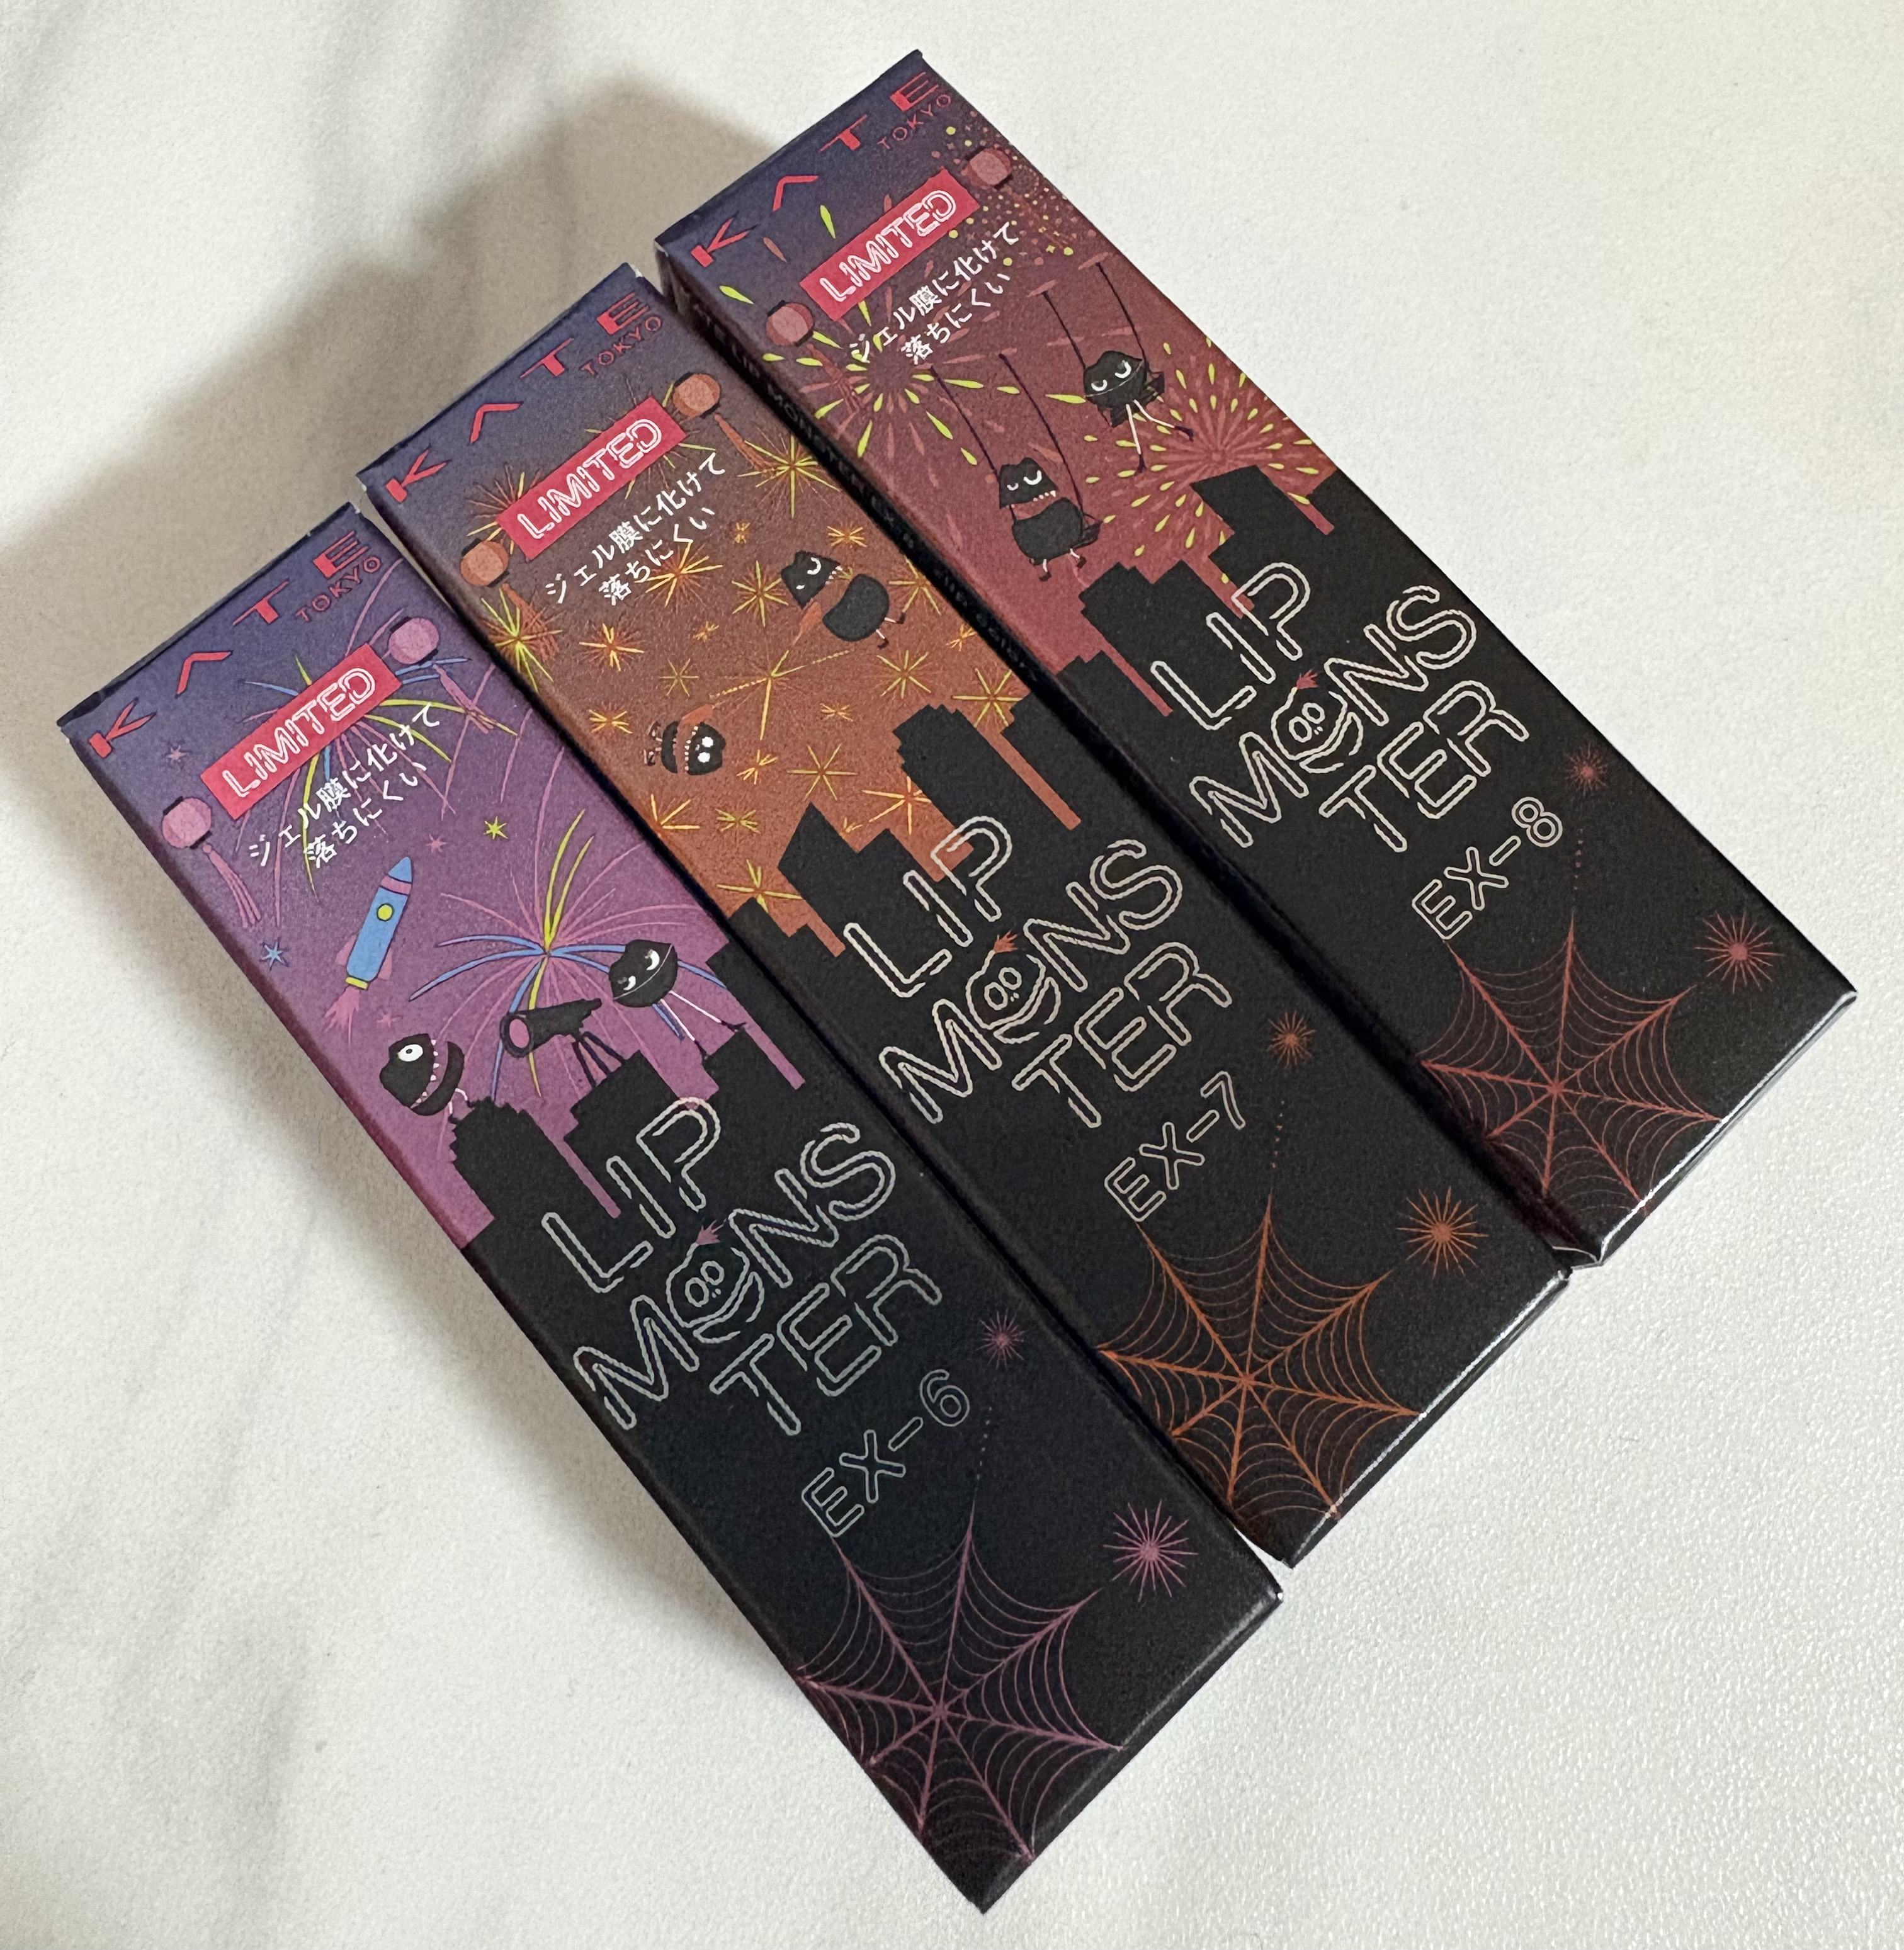 KATE
TOKYO
LIMITED
ジェル膜に化けて
落ちにくい
LIP
MONS
TER
EX-6
KATE
TOKYO
LIMITED
ジェル膜に化けて
落ちにくい
LIP
MONS
TER
EX-7
KATE
TOKYO
LIMITED
ジェル膜に化けて
落ちにくい
LIP
MONS
TER
EX-8